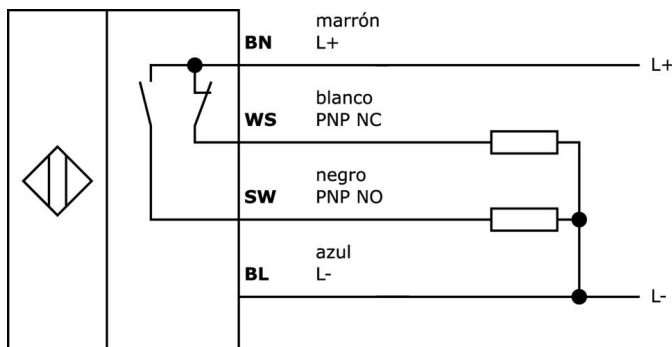 marrón
BN L+
L+
blanco
WS PNP NC
negro
SW PNP NO
azul
BL L-
L-